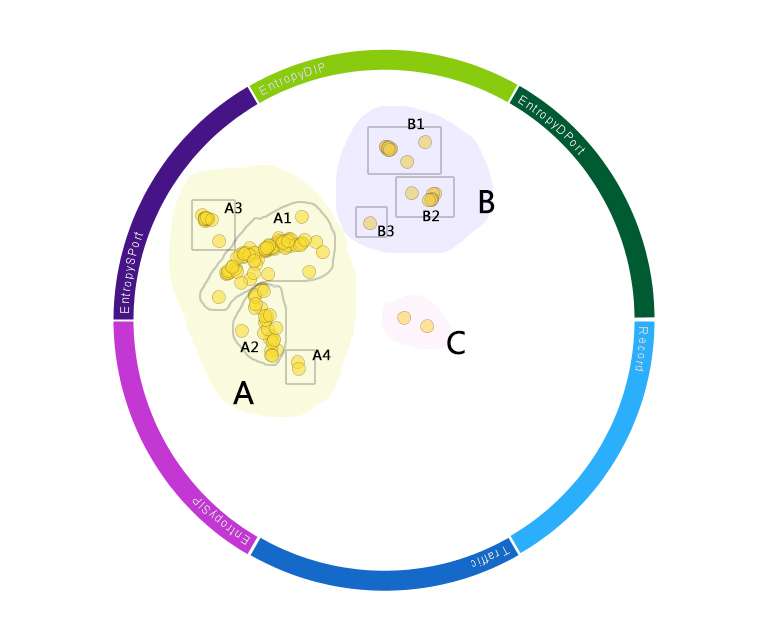 EntropyDIP
EntropyDPort
B1
B
B2
B3
A3
A1
EntropySPort
C
Record
A2
A4
A
EntropySIP
Traffic